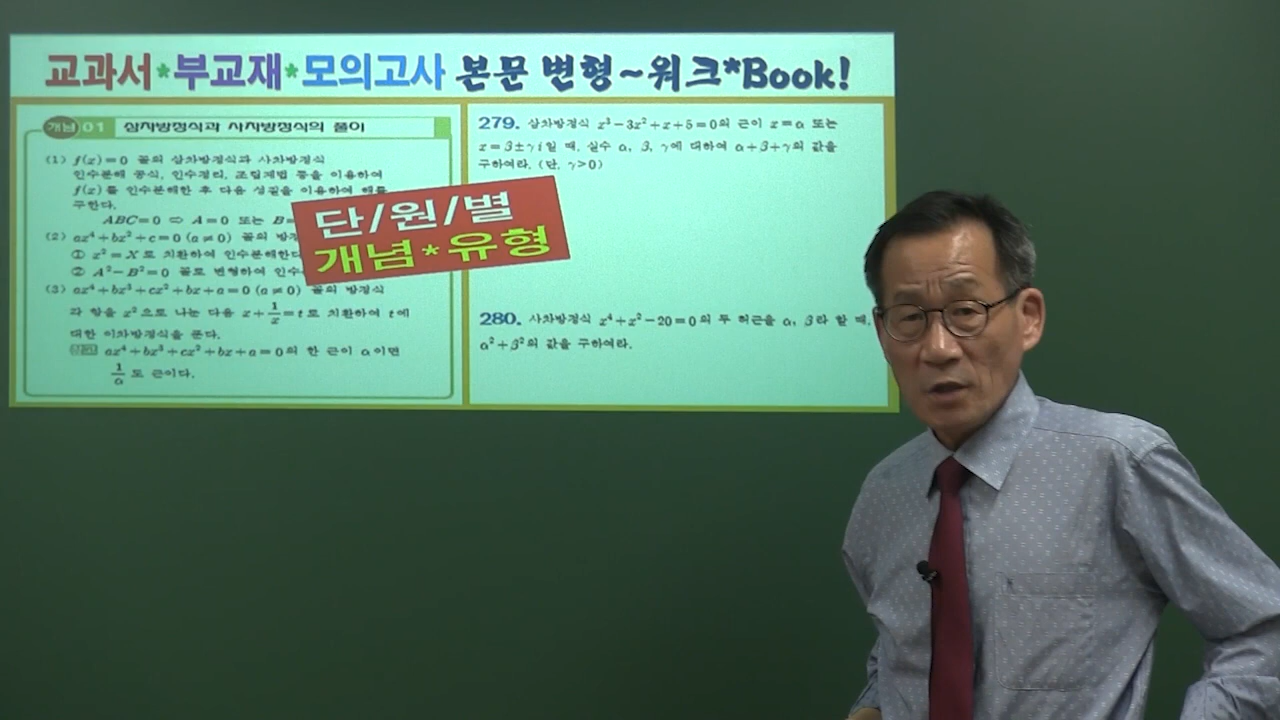 교과서*부교재*모의고사 본문 변형~워크*Book!
개념 01 삼차방정식과 사차방정식의 풀이
(1) f(x)=0 꼴의 삼차방정식과 사차방정식
인수분해 공식, 인수정리, 조립제법 등을 이용하여
f(x)를 인수분해한 후 다음 성질을 이용하여 해를
구한다.
ABC=0 ⇨ A=0 또는 B=
(2) ax⁴+bx²+c=0 (a≠0) 꼴의 방정
① x²=X로 치환하여 인수분해한다
② A²-B²=0 꼴로 변형하여 인수
(3) ax⁴+bx³+cx²+bx+a=0 (a≠0) 꼴의 방정식
각 항을 x²으로 나눈 다음 x+1/x=t로 치환하여 t에
대한 이차방정식을 푼다.
ax⁴+bx³+cx²+bx+a=0의 한 근이 α이면
1/α도 근이다.
단/원/별
개념*유형
279. 삼차방정식 x³-3x²+x+5=0의 근이 x=α 또는
x=β±γi일 때, 실수 α, β, γ에 대하여 α+β+γ의 값을
구하여라. (단, γ>0)
280. 사차방정식 x⁴+x²-20=0의 두 허근을 α, β라 할 때,
α²+β²의 값을 구하여라.